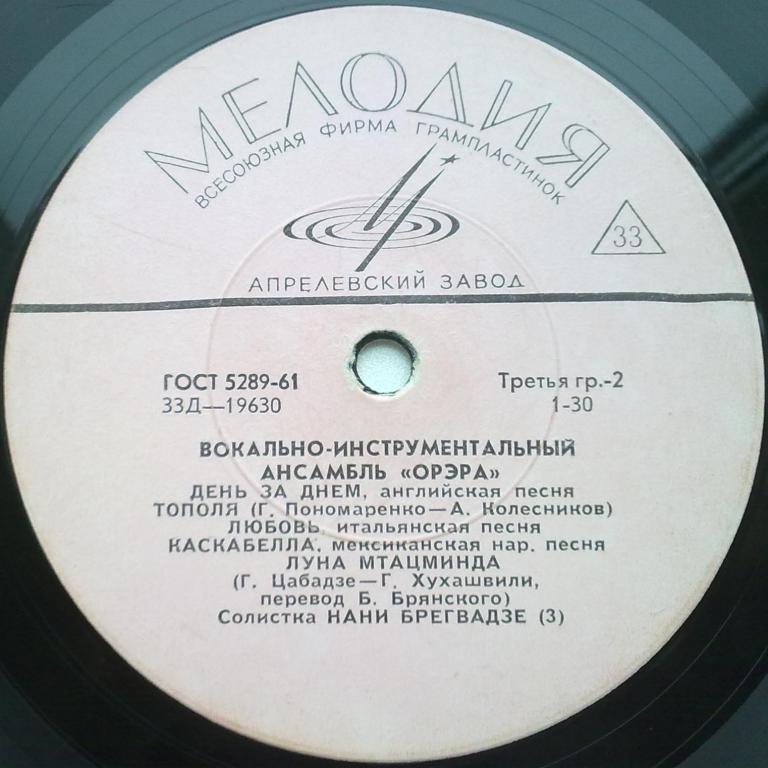 МЕЛОДИЯ
ВСЕСОЮЗНАЯ ФИРМА ГРАМПЛАСТИНОК
33
АПРЕЛЕВСКИЙ ЗАВОД
ГОСТ 5289-61 Третья гр.-2
33Д—19630 1-30
ВОКАЛЬНО-ИНСТРУМЕНТАЛЬНЫЙ
АНСАМБЛЬ «ОРЭРА»
ДЕНЬ ЗА ДНЕМ, английская песня
ТОПОЛЯ (Г. Пономаренко—А. Колесников)
ЛЮБОВЬ, итальянская песня
КАСКАБЕЛЛА, мексиканская нар. песня
ЛУНА МТАЦМИНДА
(Г. Цабадзе—Г. Хухашвили,
перевод Б. Брянского)
Солистка НАНИ БРЕГВАДЗЕ (3)